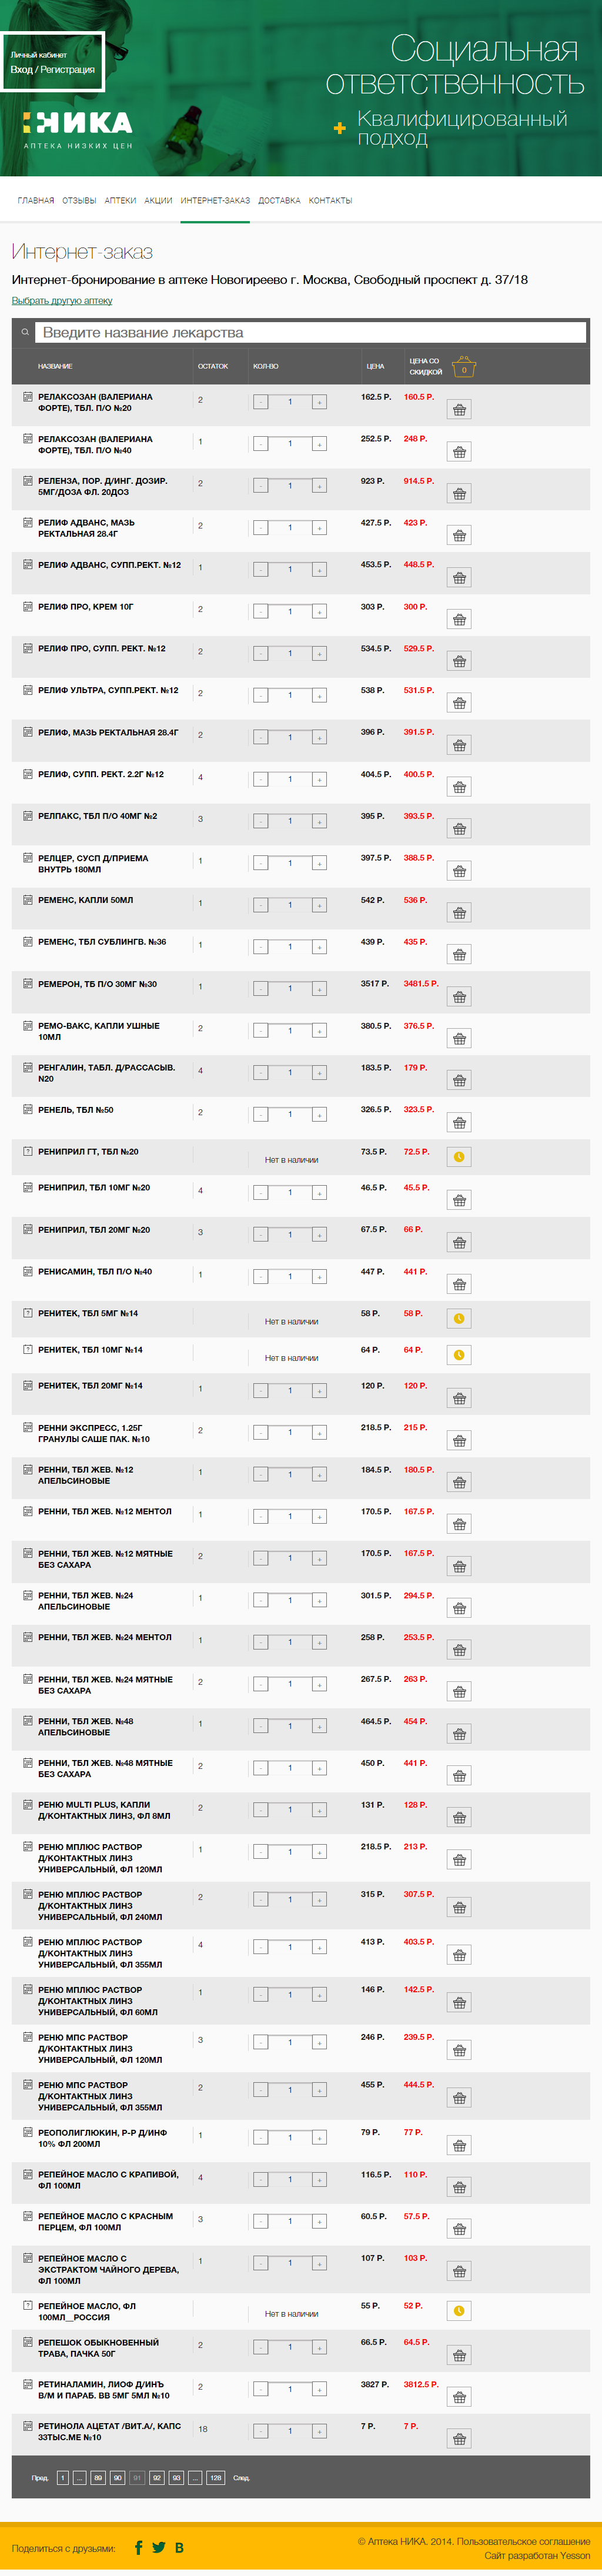 Личный кабинет
Вход / Регистрация
Социальная
ответственность
Квалифицированный
подход
НИКА
АПТЕКА НИЗКИХ ЦЕН
ГЛАВНАЯ ОТЗЫВЫ АПТЕКИ АКЦИИ ИНТЕРНЕТ-ЗАКАЗ ДОСТАВКА КОНТАКТЫ
Интернет-заказ
Интернет-бронирование в аптеке Новогиреево г. Москва, Свободный проспект д. 37/18
Выбрать другую аптеку
Введите название лекарства
НАЗВАНИЕ ОСТАТОК КОЛ-ВО ЦЕНА ЦЕНА СО СКИДКОЙ 0
РЕЛАКСОЗАН (ВАЛЕРИАНА 2 - 1 + 162.5 Р. 160.5 Р.
ФОРТЕ), ТБЛ. П/О №20
РЕЛАКСОЗАН (ВАЛЕРИАНА 1 - 1 + 252.5 Р. 248 Р.
ФОРТЕ), ТБЛ. П/О №40
РЕЛЕНЗА, ПОР. Д/ИНГ. ДОЗИР. 2 - 1 + 923 Р. 914.5 Р.
5МГ/ДОЗА ФЛ. 20ДОЗ
РЕЛИФ АДВАНС, МАЗЬ 2 - 1 + 427.5 Р. 423 Р.
РЕКТАЛЬНАЯ 28.4Г
РЕЛИФ АДВАНС, СУПП.РЕКТ. №12 1 - 1 + 453.5 Р. 448.5 Р.
РЕЛИФ ПРО, КРЕМ 10Г 2 - 1 + 303 Р. 300 Р.
РЕЛИФ ПРО, СУПП. РЕКТ. №12 2 - 1 + 534.5 Р. 529.5 Р.
РЕЛИФ УЛЬТРА, СУПП.РЕКТ. №12 2 - 1 + 538 Р. 531.5 Р.
РЕЛИФ, МАЗЬ РЕКТАЛЬНАЯ 28.4Г 2 - 1 + 396 Р. 391.5 Р.
РЕЛИФ, СУПП. РЕКТ. 2.2Г №12 4 - 1 + 404.5 Р. 400.5 Р.
РЕЛПАКС, ТБЛ П/О 40МГ №2 3 - 1 + 395 Р. 393.5 Р.
РЕЛЦЕР, СУСП Д/ПРИЕМА 1 - 1 + 397.5 Р. 388.5 Р.
ВНУТРЬ 180МЛ
РЕМЕНС, КАПЛИ 50МЛ 1 - 1 + 542 Р. 536 Р.
РЕМЕНС, ТБЛ СУБЛИНГВ. №36 1 - 1 + 439 Р. 435 Р.
РЕМЕРОН, ТБ П/О 30МГ №30 1 - 1 + 3517 Р. 3481.5 Р.
РЕМО-ВАКС, КАПЛИ УШНЫЕ 2 - 1 + 380.5 Р. 376.5 Р.
10МЛ
РЕНГАЛИН, ТАБЛ. Д/РАССАСЫВ. 4 - 1 + 183.5 Р. 179 Р.
N20
РЕНЕЛЬ, ТБЛ №50 2 - 1 + 326.5 Р. 323.5 Р.
РЕНИПРИЛ ГТ, ТБЛ №20 Нет в наличии 73.5 Р. 72.5 Р.
РЕНИПРИЛ, ТБЛ 10МГ №20 4 - 1 + 46.5 Р. 45.5 Р.
РЕНИПРИЛ, ТБЛ 20МГ №20 3 - 1 + 67.5 Р. 66 Р.
РЕНИСАМИН, ТБЛ П/О №40 1 - 1 + 447 Р. 441 Р.
РЕНИТЕК, ТБЛ 5МГ №14 Нет в наличии 58 Р. 58 Р.
РЕНИТЕК, ТБЛ 10МГ №14 Нет в наличии 64 Р. 64 Р.
РЕНИТЕК, ТБЛ 20МГ №14 1 - 1 + 120 Р. 120 Р.
РЕННИ ЭКСПРЕСС, 1.25Г 2 - 1 + 218.5 Р. 215 Р.
ГРАНУЛЫ САШЕ ПАК. №10
РЕННИ, ТБЛ ЖЕВ. №12 1 - 1 + 184.5 Р. 180.5 Р.
АПЕЛЬСИНОВЫЕ
РЕННИ, ТБЛ ЖЕВ. №12 МЕНТОЛ 1 - 1 + 170.5 Р. 167.5 Р.
РЕННИ, ТБЛ ЖЕВ. №12 МЯТНЫЕ 2 - 1 + 170.5 Р. 167.5 Р.
БЕЗ САХАРА
РЕННИ, ТБЛ ЖЕВ. №24 1 - 1 + 301.5 Р. 294.5 Р.
АПЕЛЬСИНОВЫЕ
РЕННИ, ТБЛ ЖЕВ. №24 МЕНТОЛ 1 - 1 + 258 Р. 253.5 Р.
РЕННИ, ТБЛ ЖЕВ. №24 МЯТНЫЕ 2 - 1 + 267.5 Р. 263 Р.
БЕЗ САХАРА
РЕННИ, ТБЛ ЖЕВ. №48 1 - 1 + 464.5 Р. 454 Р.
АПЕЛЬСИНОВЫЕ
РЕННИ, ТБЛ ЖЕВ. №48 МЯТНЫЕ 2 - 1 + 450 Р. 441 Р.
БЕЗ САХАРА
РЕНЮ MULTI PLUS, КАПЛИ 2 - 1 + 131 Р. 128 Р.
Д/КОНТАКТНЫХ ЛИНЗ, ФЛ 8МЛ
РЕНЮ МПЛЮС РАСТВОР 1 - 1 + 218.5 Р. 213 Р.
Д/КОНТАКТНЫХ ЛИНЗ
УНИВЕРСАЛЬНЫЙ, ФЛ 120МЛ
РЕНЮ МПЛЮС РАСТВОР 2 - 1 + 315 Р. 307.5 Р.
Д/КОНТАКТНЫХ ЛИНЗ
УНИВЕРСАЛЬНЫЙ, ФЛ 240МЛ
РЕНЮ МПЛЮС РАСТВОР 4 - 1 + 413 Р. 403.5 Р.
Д/КОНТАКТНЫХ ЛИНЗ
УНИВЕРСАЛЬНЫЙ, ФЛ 355МЛ
РЕНЮ МПЛЮС РАСТВОР 1 - 1 + 146 Р. 142.5 Р.
Д/КОНТАКТНЫХ ЛИНЗ
УНИВЕРСАЛЬНЫЙ, ФЛ 60МЛ
РЕНЮ МПС РАСТВОР 3 - 1 + 246 Р. 239.5 Р.
Д/КОНТАКТНЫХ ЛИНЗ
УНИВЕРСАЛЬНЫЙ, ФЛ 120МЛ
РЕНЮ МПС РАСТВОР 2 - 1 + 455 Р. 444.5 Р.
Д/КОНТАКТНЫХ ЛИНЗ
УНИВЕРСАЛЬНЫЙ, ФЛ 355МЛ
РЕОПОЛИГЛЮКИН, Р-Р Д/ИНФ 1 - 1 + 79 Р. 77 Р.
10% ФЛ 200МЛ
РЕПЕЙНОЕ МАСЛО С КРАПИВОЙ, 4 - 1 + 116.5 Р. 110 Р.
ФЛ 100МЛ
РЕПЕЙНОЕ МАСЛО С КРАСНЫМ 3 - 1 + 60.5 Р. 57.5 Р.
ПЕРЦЕМ, ФЛ 100МЛ
РЕПЕЙНОЕ МАСЛО С 1 - 1 + 107 Р. 103 Р.
ЭКСТРАКТОМ ЧАЙНОГО ДЕРЕВА,
ФЛ 100МЛ
РЕПЕЙНОЕ МАСЛО, ФЛ Нет в наличии 55 Р. 52 Р.
100МЛ__РОССИЯ
РЕПЕШОК ОБЫКНОВЕННЫЙ 2 - 1 + 66.5 Р. 64.5 Р.
ТРАВА, ПАЧКА 50Г
РЕТИНАЛАМИН, ЛИОФ Д/ИНЪ 2 - 1 + 3827 Р. 3812.5 Р.
В/М И ПАРАБ. ВВ 5МГ 5МЛ №10
РЕТИНОЛА АЦЕТАТ /ВИТ.А/, КАПС 18 - 1 + 7 Р. 7 Р.
33ТЫС.МЕ №10
Пред. 1 ... 89 90 91 92 93 ... 128 След.
Поделиться с друзьями:
© Аптека НИКА. 2014. Пользовательское соглашение
Сайт разработан Yesson